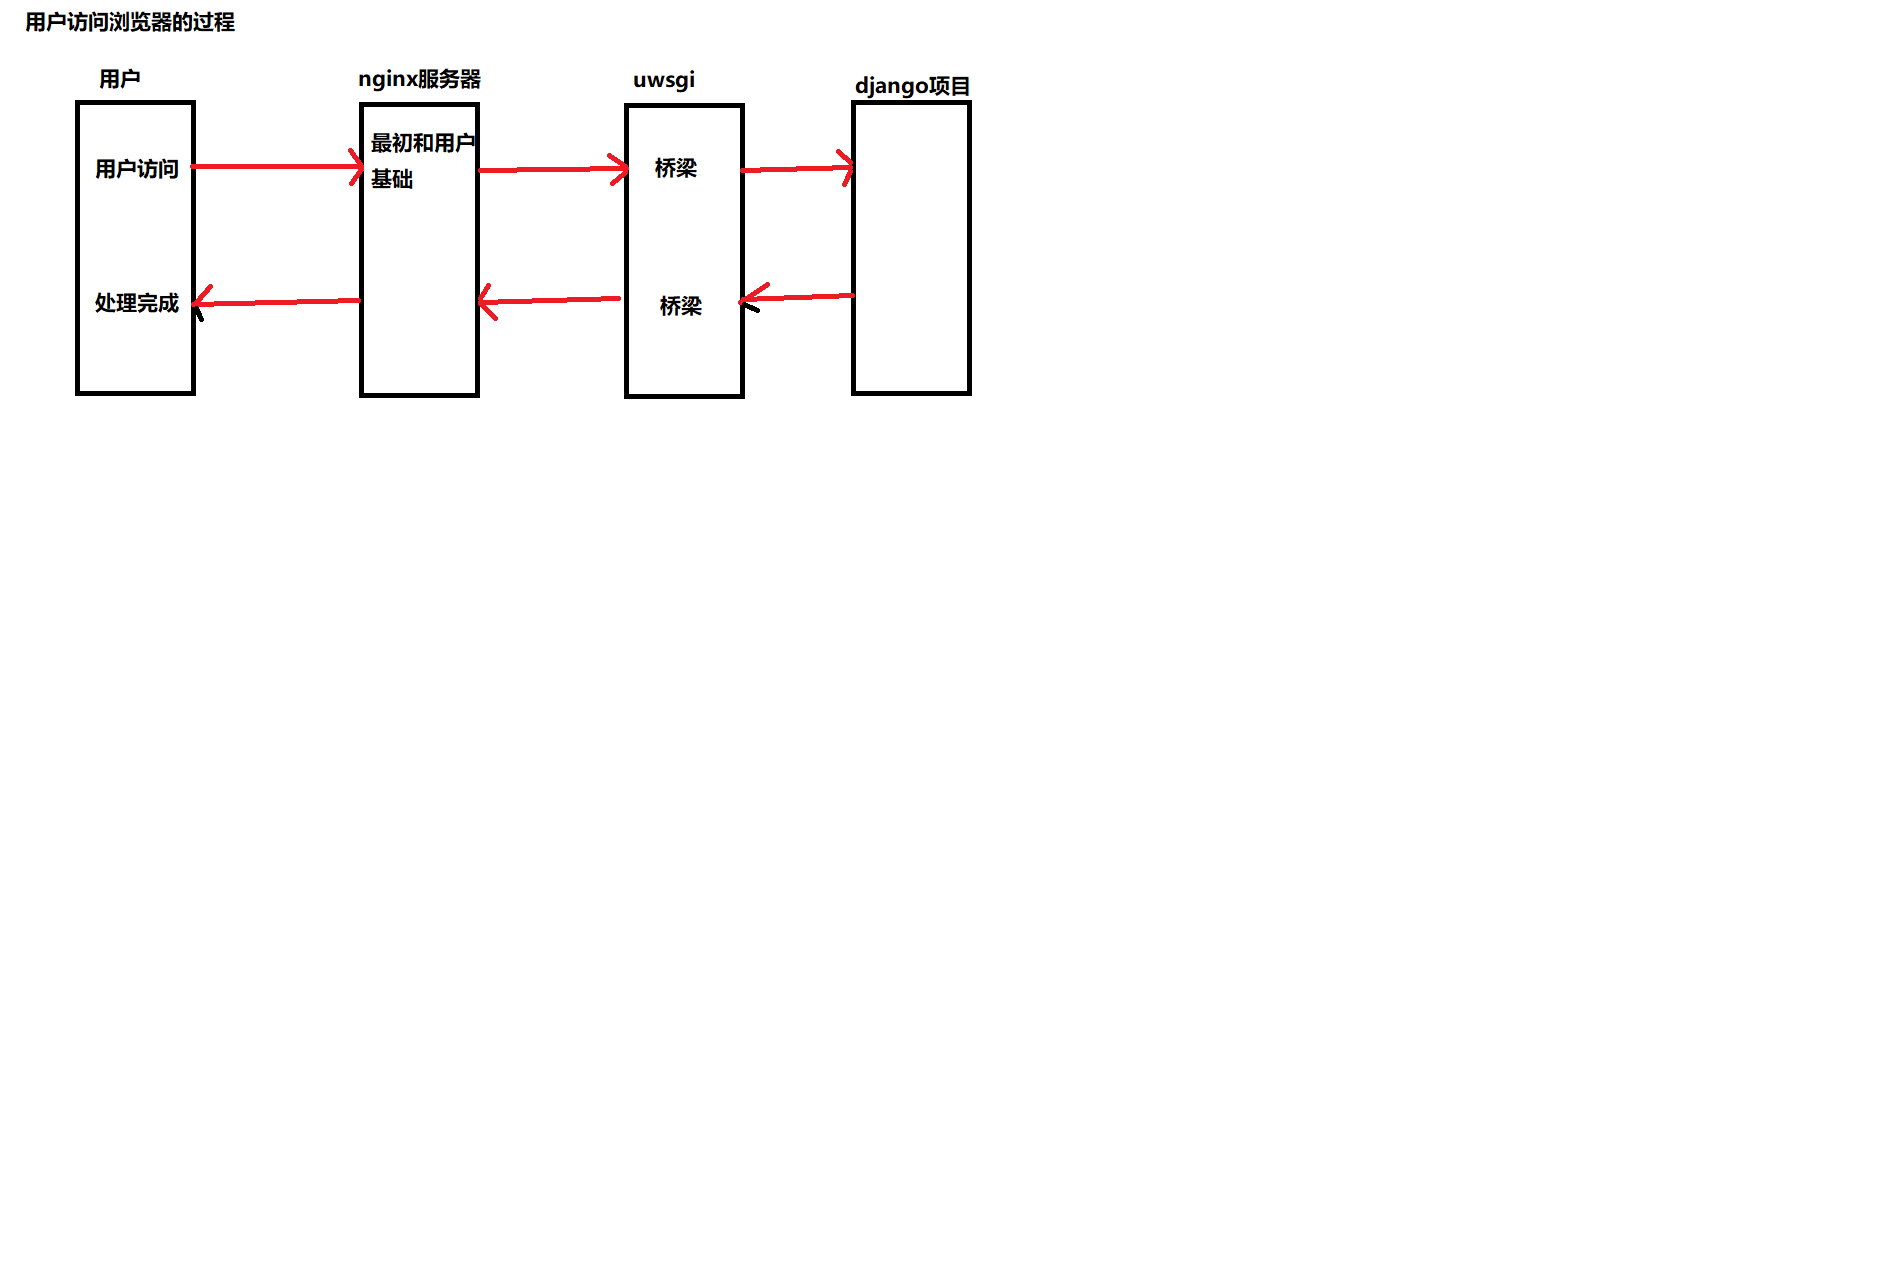 用户访问浏览器的过程
用户
nginx服务器
uwsgi
django项目
用户访问
最初和用户
基础
桥梁
处理完成
桥梁